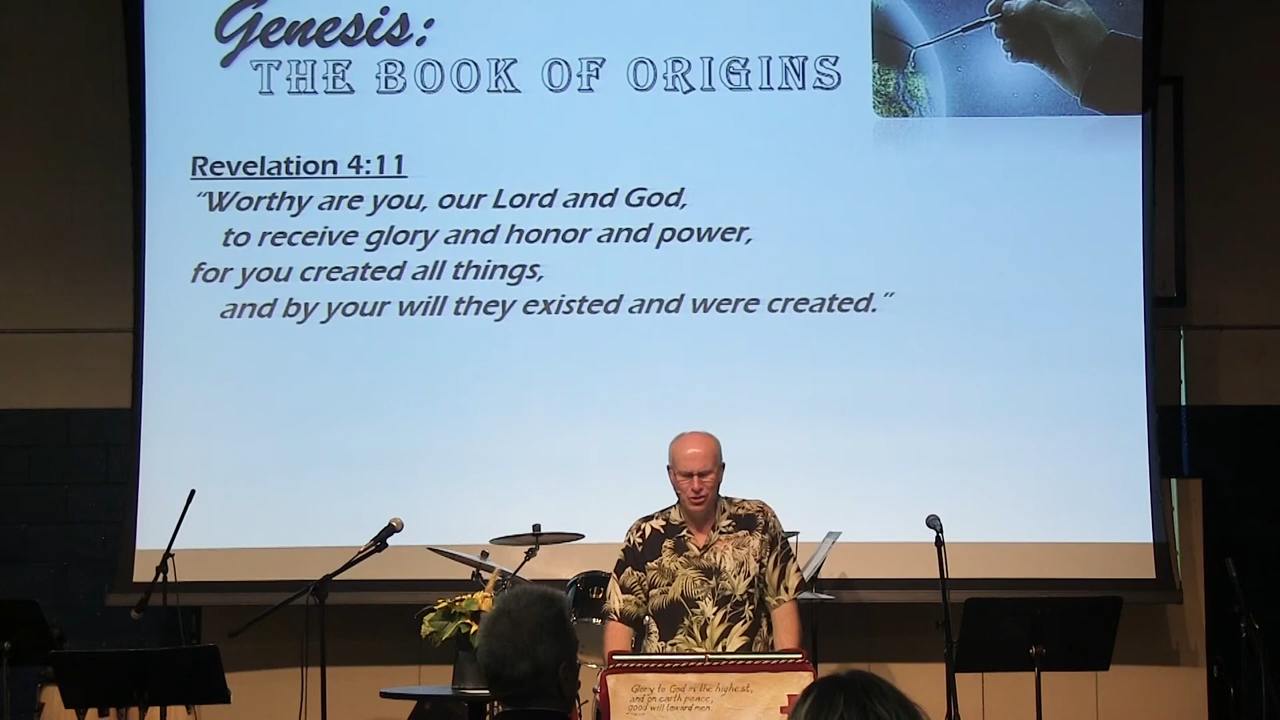 Genesis:
THE BOOK OF ORIGINS
Revelation 4:11
“Worthy are you, our Lord and God,
to receive glory and honor and power,
for you created all things,
and by your will they existed and were created.”
Glory to God in the highest,
and on earth peace,
good will toward men.